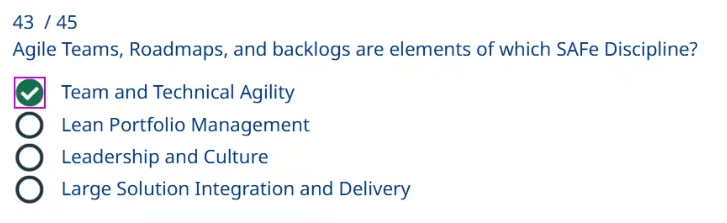 43 / 45
Agile Teams, Roadmaps, and backlogs are elements of which SAFe Discipline?
Team and Technical Agility
Lean Portfolio Management
Leadership and Culture
Large Solution Integration and Delivery